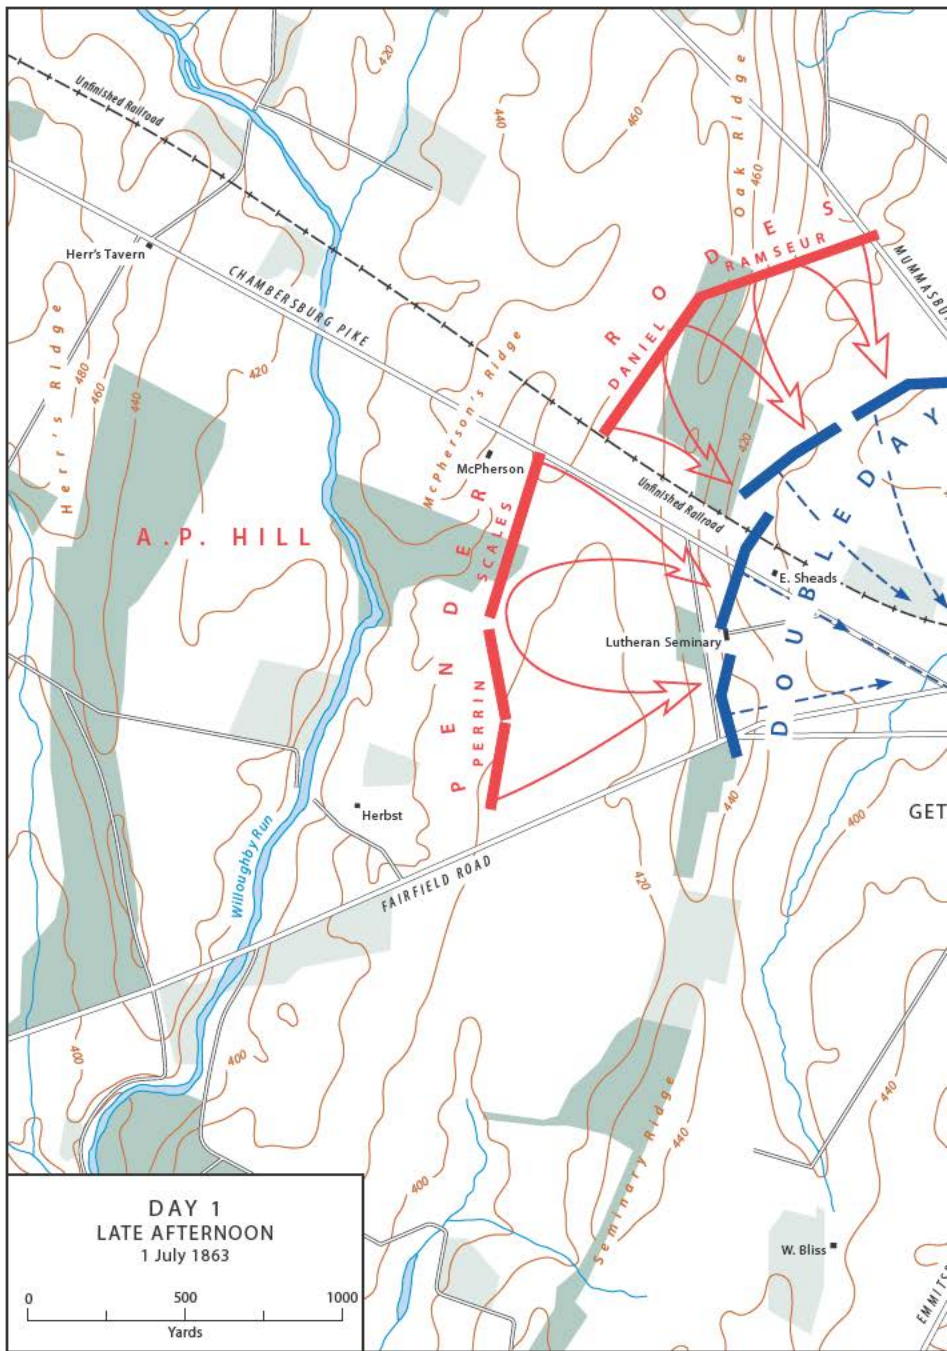 420
Unfinished Railroad
440
460
Oak Ridge
460
Herr's Tavern
CHAMBERSBURG PIKE
RODES
RAMSEUR
DANIEL
MUMMASBU
Herr's Ridge
480
460
440
420
McPherson's Ridge
McPherson
420
Unfinished Railroad
A.P. HILL
PENDER
SCALES
PERRIN
E. Sheads
Lutheran Seminary
DOUBLEDAY
Herbst
Willoughby Run
FAIRFIELD ROAD
440
400
GET
420
400
400
440
Seminary Ridge
440
400
W. Bliss
EMMITSB
DAY 1
LATE AFTERNOON
1 July 1863
0 500 1000
Yards